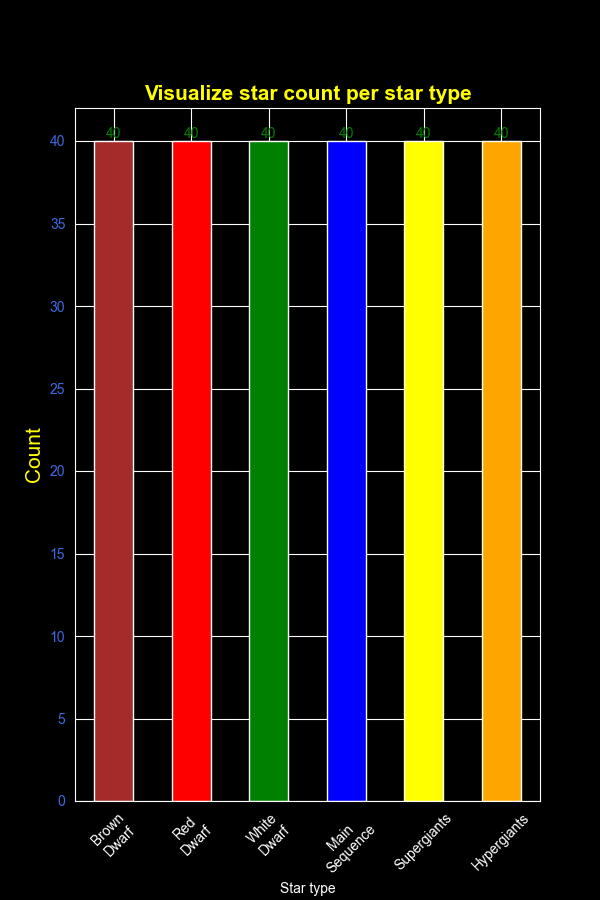 Visualize star count per star type
40 40 40 40 40 40
40
35
30
25
20
15
10
5
0
Count
Brown
Dwarf
Red
Dwarf
White
Dwarf
Main
Sequence
Supergiants
Hypergiants
Star type